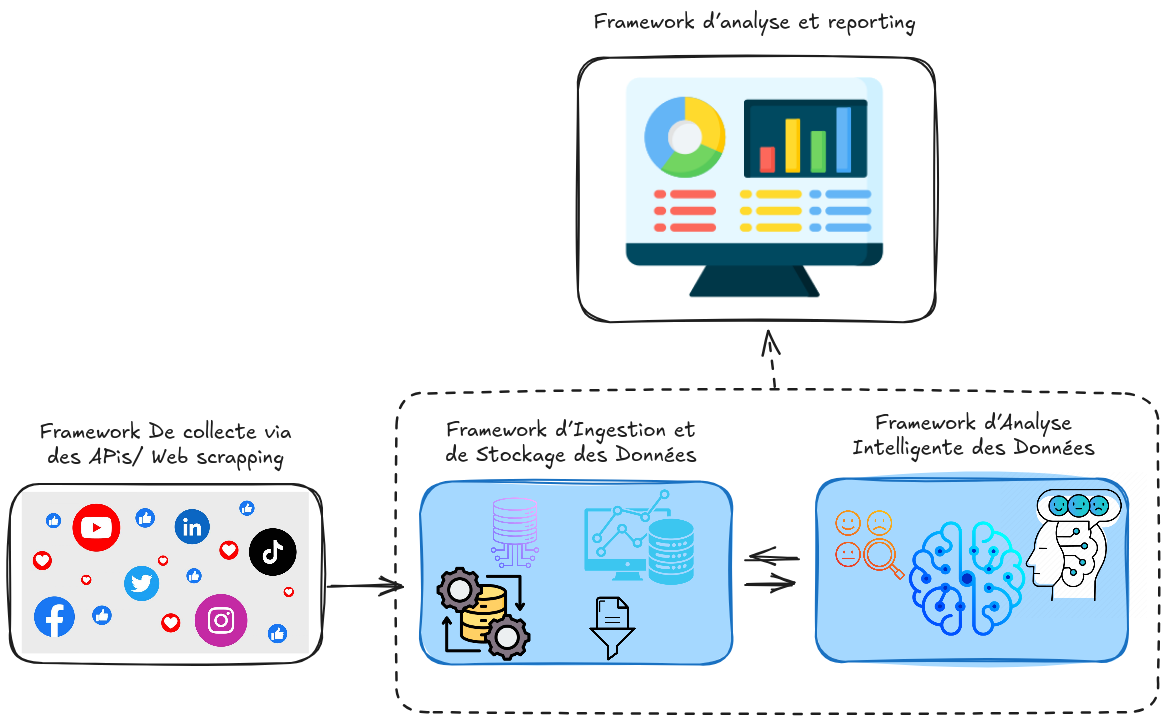 Framework d'analyse et reporting
Framework De collecte via
des APis/ Web scrapping
Framework d'Ingestion et
de Stockage des Données
Framework d'Analyse
Intelligente des Données
in